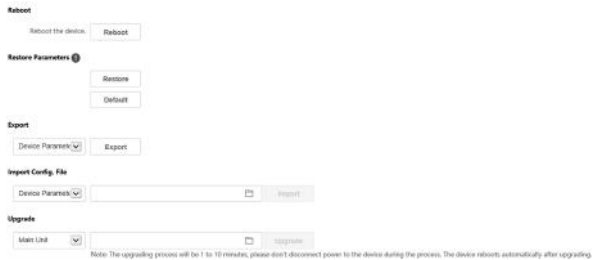 Reboot
Reboot the device. Reboot
Restore Parameters
Restore
Default
Export
Device Paramete Export
Import Config. File
Device Paramete Import
Upgrade
Main Unit Upgrade
Note: The upgrading process will be 1 to 10 minutes, please don't disconnect power to the device during the process. The device reboots automatically after upgrading.